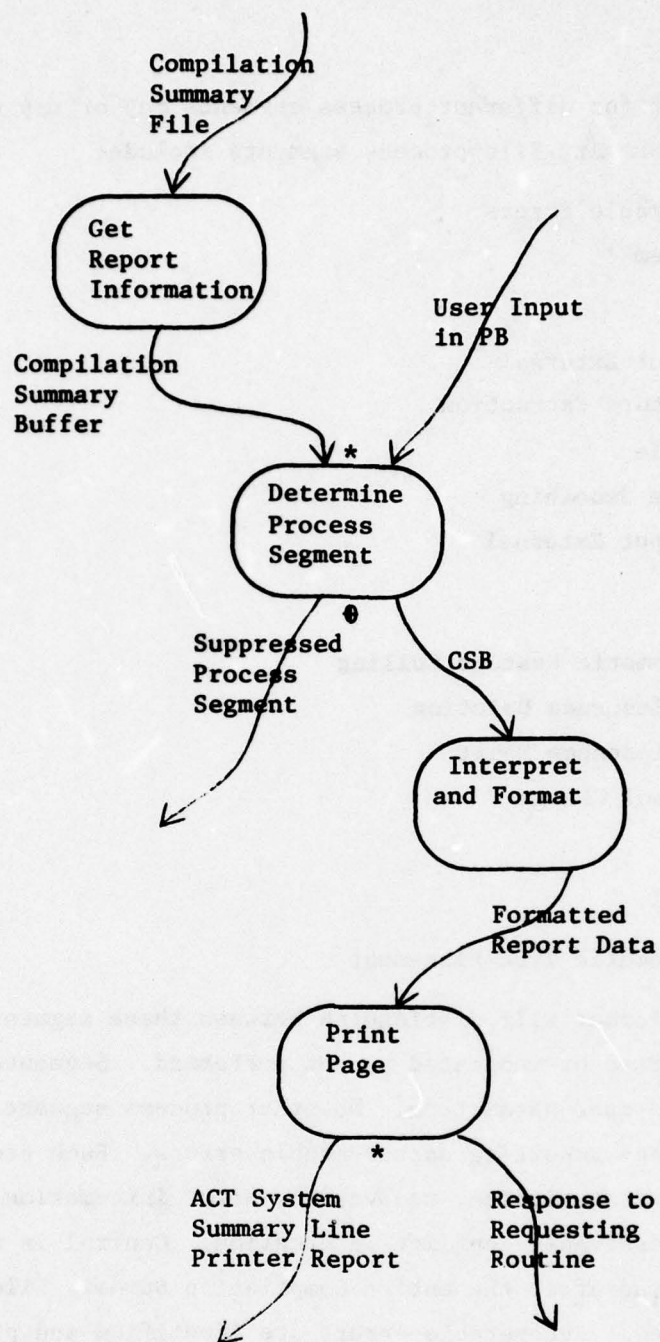 Compilation
Summary
File
Get
Report
Information
User Input
in PB
Compilation
Summary
Buffer
*
Determine
Process
Segment
Suppressed
Process
Segment
CSB
Interpret
and Format
Formatted
Report Data
Print
Page
*
ACT System
Summary Line
Printer Report
Response to
Requesting
Routine